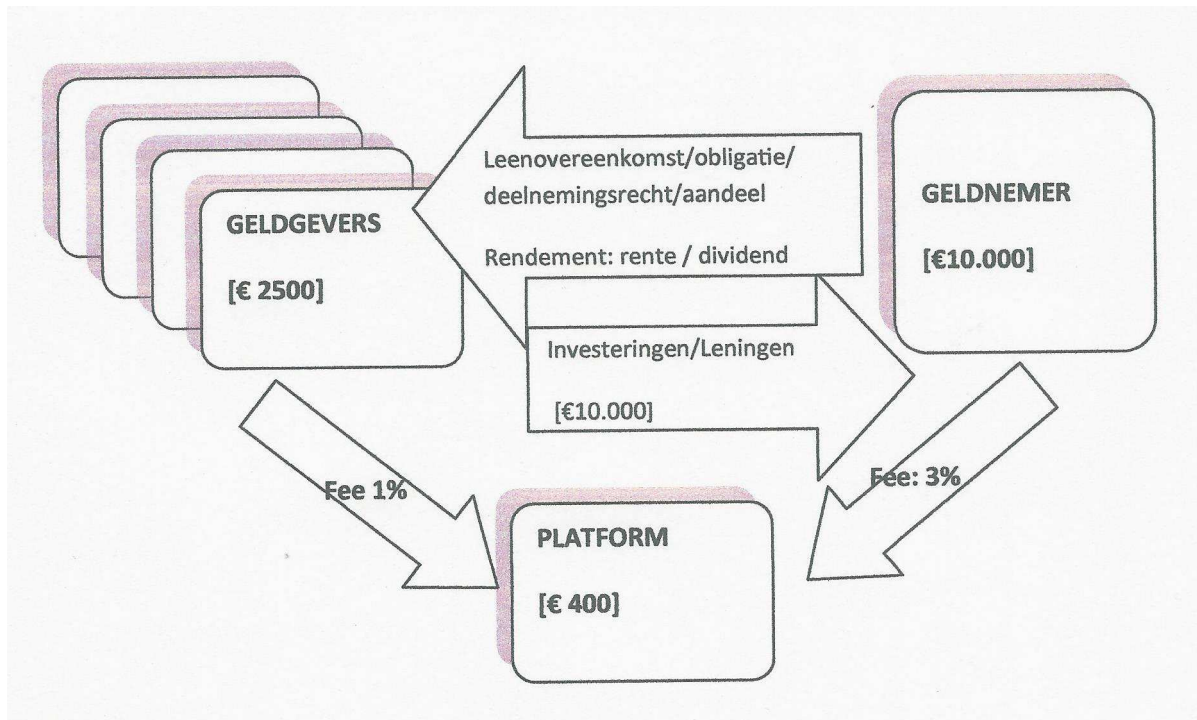 GELDGEVERS
[€ 2500]
Leenovereenkomst/obligatie/
deelnemingsrecht/aandeel
Rendement: rente / dividend
GELDNEMER
[€10.000]
Investeringen/Leningen
[€10.000]
Fee 1%
Fee: 3%
PLATFORM
[€ 400]